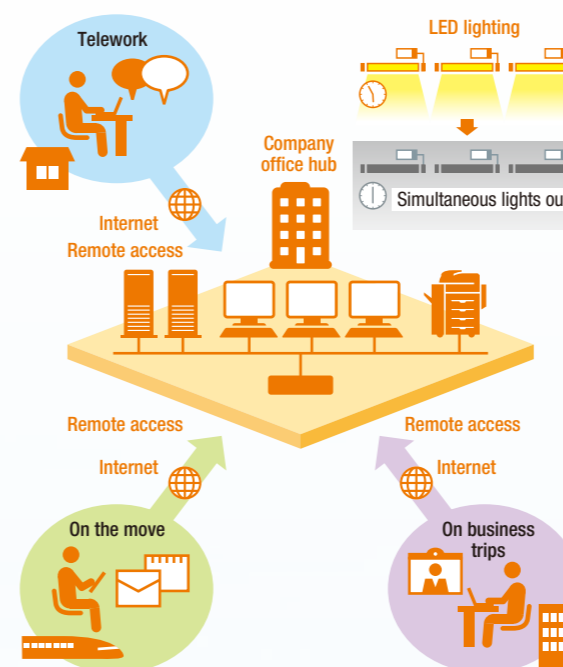 Telework
LED lighting
Company
office hub
Simultaneous lights ou
Internet
Remote access
Remote access
Remote access
Internet
Internet
On the move
On business
trips